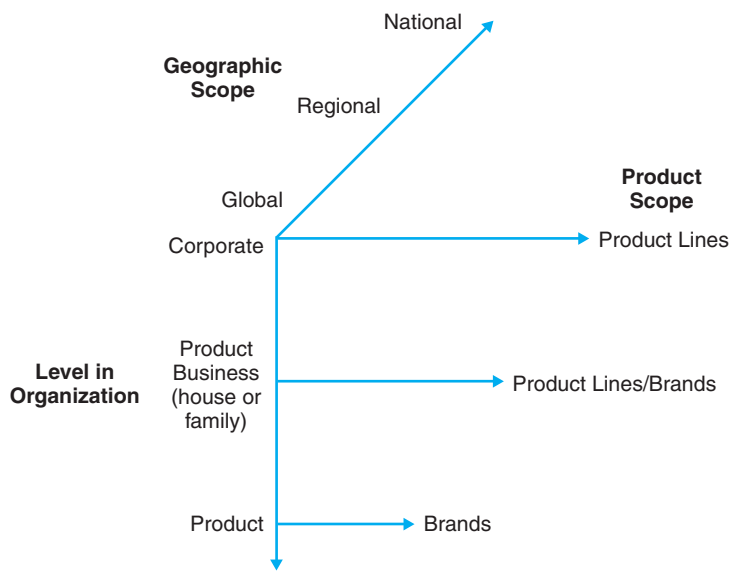 National
Geographic
Scope
Regional
Product
Scope
Global
Corporate
Product Lines
Product
Business
(house or
family)
Level in
Organization
Product Lines/Brands
Product
Brands